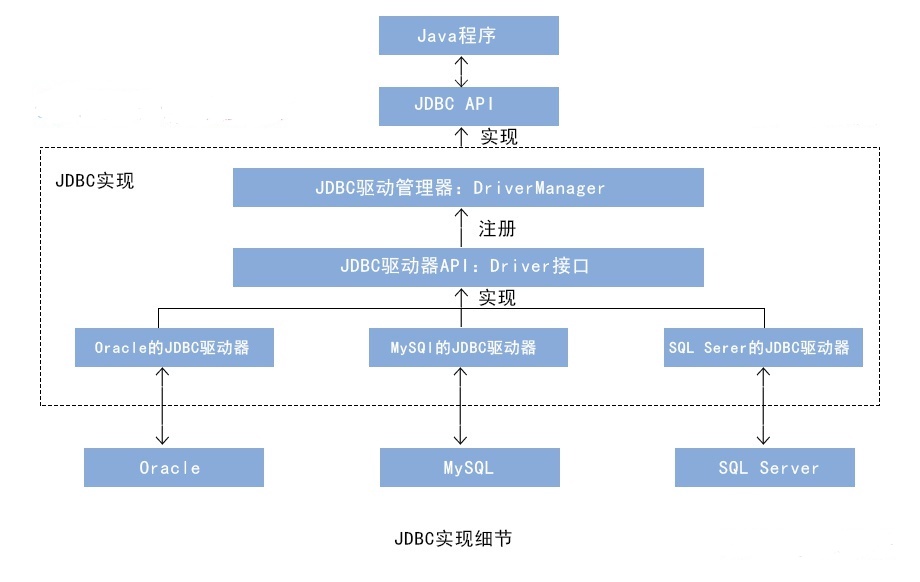 Java程序
JDBC API
实现
JDBC实现
JDBC驱动管理器：DriverManager
注册
JDBC驱动器API：Driver接口
实现
Oracle的JDBC驱动器
MySQl的JDBC驱动器
SQL Serer的JDBC驱动器
Oracle
MySQL
SQL Server
JDBC实现细节